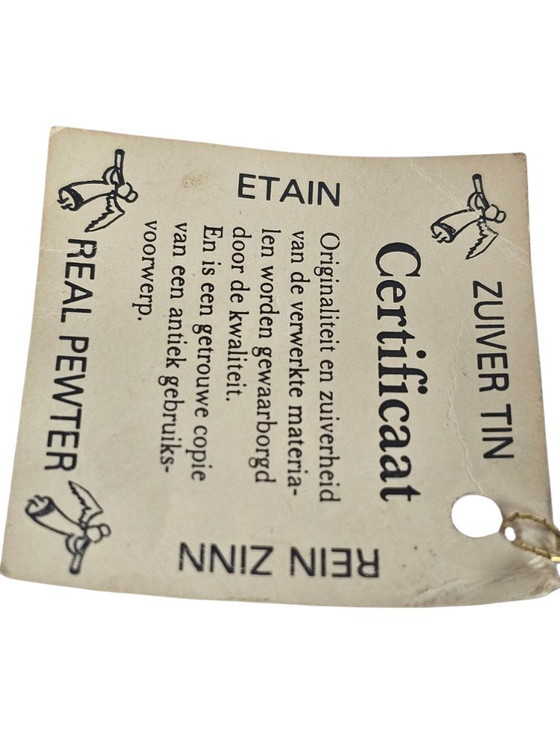 ZUIVER TIN
ETAIN
Certificaat
Originaliteit en zuiverheid
van de verwerkte materia-
len worden gewaarborgd
door de kwaliteit.
En is een getrouwe copie
van een antiek gebruiks-
voorwerp.
REIN ZINN
REAL PEWTER